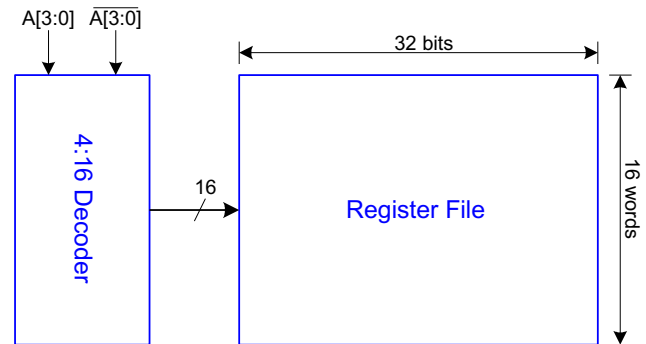 A[3:0] A[3:0]
32 bits
4:16 Decoder
16
Register File
16 words